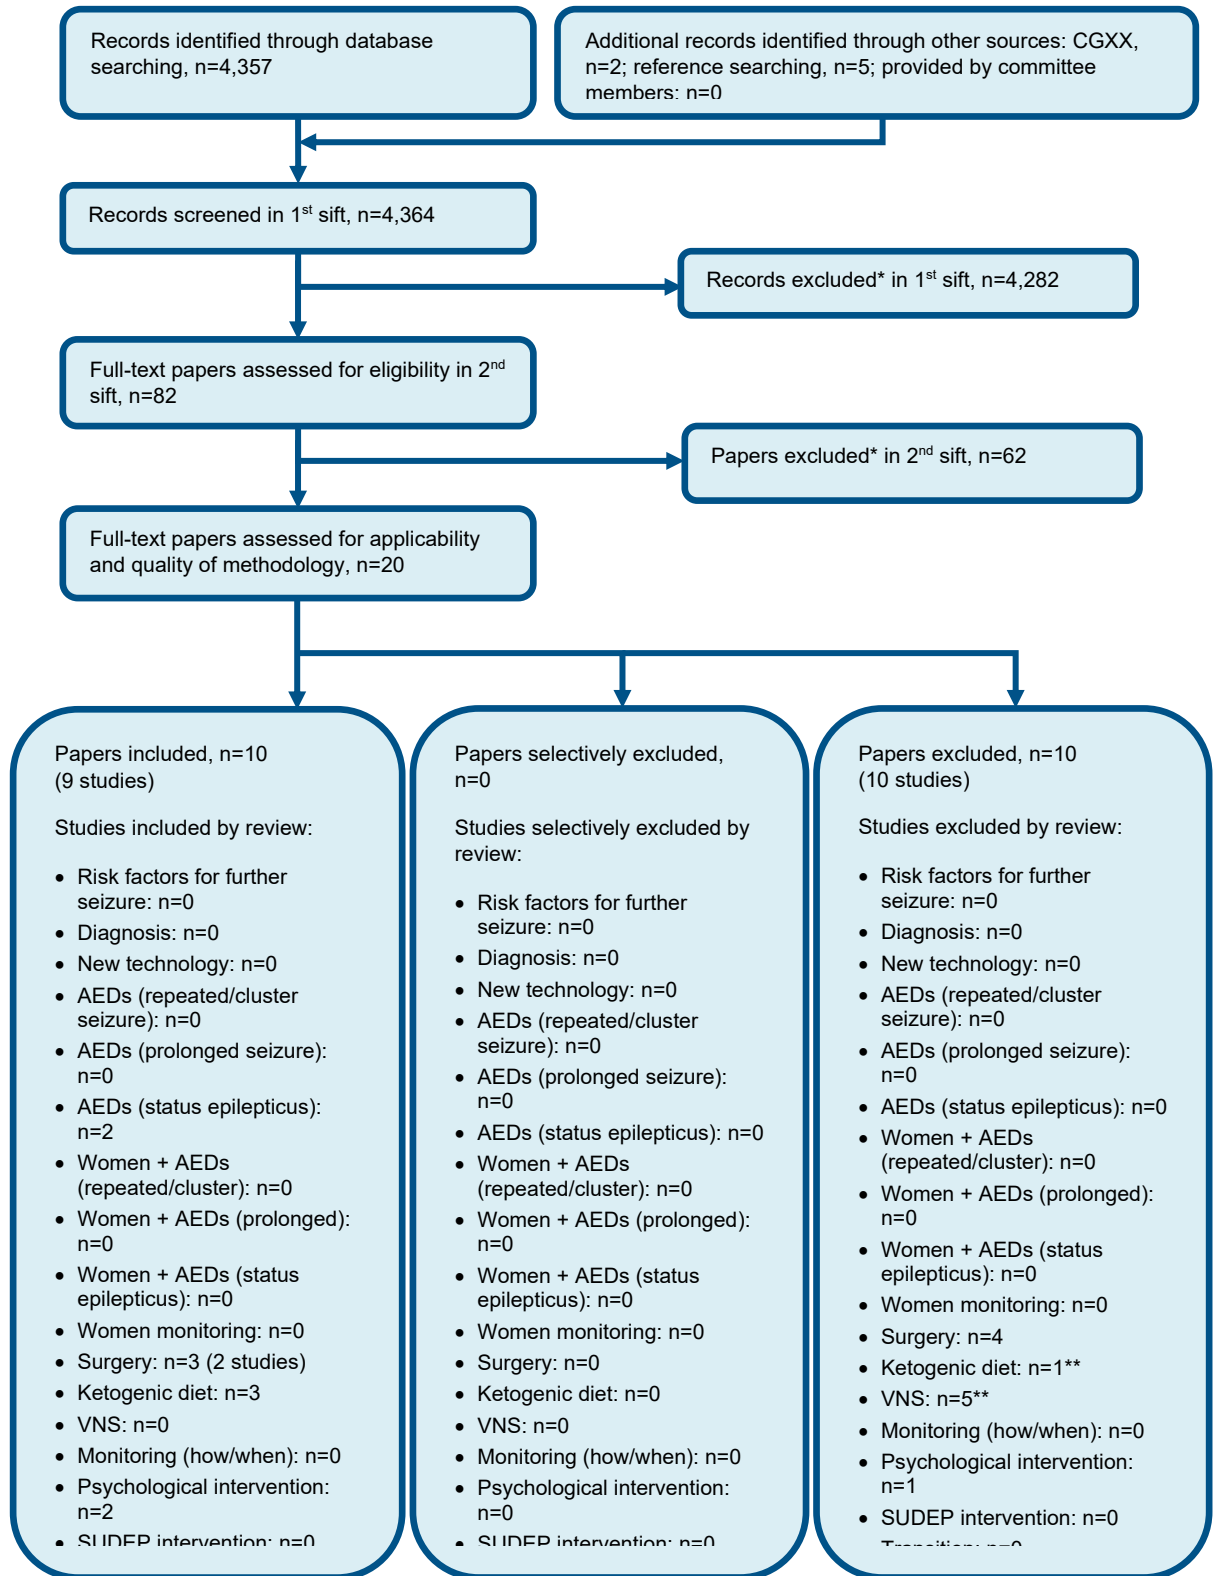 Records identified through database
searching, n=4,357
Additional records identified through other sources: CGXX,
n=2; reference searching, n=5; provided by committee
members; n=0
Records screened in 1st sift, n=4,364
Records excluded* in 1st sift, n=4,282
Full-text papers assessed for eligibility in 2nd
sift, n=82
Papers excluded* in 2nd sift, n=62
Full-text papers assessed for applicability
and quality of methodology, n=20
Papers included, n=10
(9 studies)
Studies included by review:
• Risk factors for further
seizure: n=0
• Diagnosis: n=0
• New technology: n=0
• AEDs (repeated/cluster
seizure): n=0
• AEDs (prolonged seizure):
n=0
• AEDs (status epilepticus):
n=2
• Women + AEDs
(repeated/cluster): n=0
• Women + AEDs (prolonged):
n=0
• Women + AEDs (status
epilepticus): n=0
• Women monitoring: n=0
• Surgery: n=3 (2 studies)
• Ketogenic diet: n=3
• VNS: n=0
• Monitoring (how/when): n=0
• Psychological intervention:
n=2
• SUDEP intervention: n=0
Papers selectively excluded,
n=0
Studies selectively excluded by
review:
• Risk factors for further
seizure: n=0
• Diagnosis: n=0
• New technology: n=0
• AEDs (repeated/cluster
seizure): n=0
• AEDs (prolonged seizure):
n=0
• AEDs (status epilepticus): n=0
• Women + AEDs
(repeated/cluster): n=0
• Women + AEDs (prolonged):
n=0
• Women + AEDs (status
epilepticus): n=0
• Women monitoring: n=0
• Surgery: n=0
• Ketogenic diet: n=0
• VNS: n=0
• Monitoring (how/when): n=0
• Psychological intervention:
n=0
• SUDEP intervention: n=0
Papers excluded, n=10
(10 studies)
Studies excluded by review:
• Risk factors for further
seizure: n=0
• Diagnosis: n=0
• New technology: n=0
• AEDs (repeated/cluster
seizure): n=0
• AEDs (prolonged seizure):
n=0
• AEDs (status epilepticus): n=0
• Women + AEDs
(repeated/cluster): n=0
• Women + AEDs (prolonged):
n=0
• Women + AEDs (status
epilepticus): n=0
• Women monitoring: n=0
• Surgery: n=4
• Ketogenic diet: n=1**
• VNS: n=5**
• Monitoring (how/when): n=0
• Psychological intervention:
n=1
• SUDEP intervention: n=0